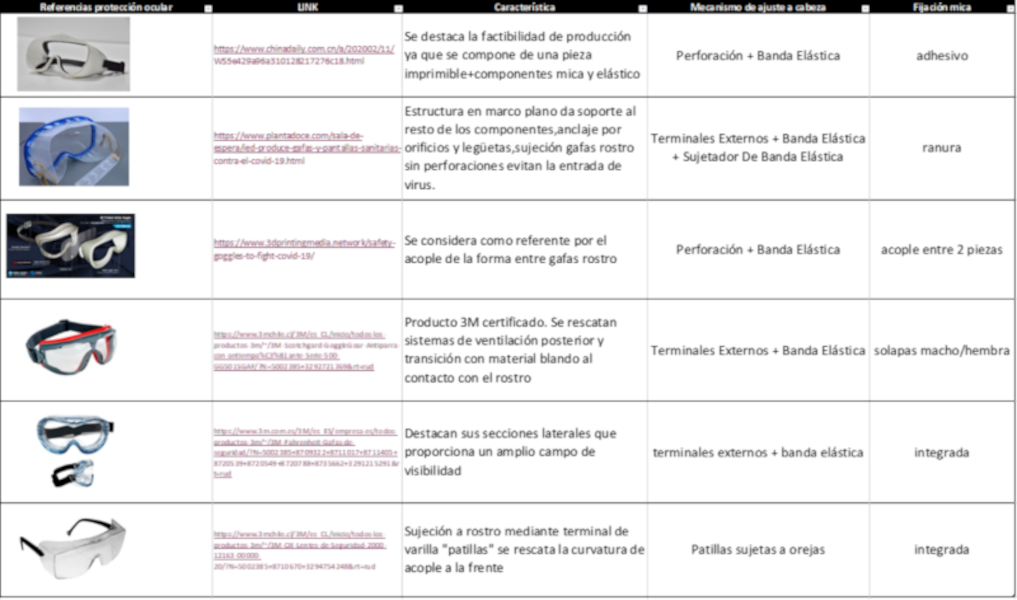 Referencias protección ocular
LINK
Característica
Mecanismo de ajuste a cabeza
Fijación mica
https://www.chinadaily.com.cn/a/202002/11/
WS5e429a96a310128217276c18.html
Se destaca la factibilidad de producción
ya que se compone de una pieza
imprimible+componentes mica y elástico
Perforación + Banda Elástica
adhesivo
https://www.plantadoce.com/sala-de-
espera/ied-produce-gafas-y-pantallas-sanitarias-
contra-el-covid-19.html
Estructura en marco plano da soporte al
resto de los componentes,anclaje por
orificios y legüetas,sujeción gafas rostro
sin perforaciones evitan la entrada de
virus.
Terminales Externos + Banda Elástica
+ Sujetador De Banda Elástica
ranura
https://www.3dprintingmedia.network/safety-
goggles-to-fight-covid-19/
Se considera como referente por el
acople de la forma entre gafas rostro
Perforación + Banda Elástica
acople entre 2 piezas
Producto 3M certificado. Se rescatan
sistemas de ventilación posterior y
transición con material blando al
contacto con el rostro
Terminales Externos + Banda Elástica
solapas macho/hembra
Destacan sus secciones laterales que
proporciona un amplio campo de
visibilidad
terminales externos + banda elástica
integrada
Sujeción a rostro mediante terminal de
varilla "patillas" se rescata la curvatura de
acople a la frente
Patillas sujetas a orejas
integrada